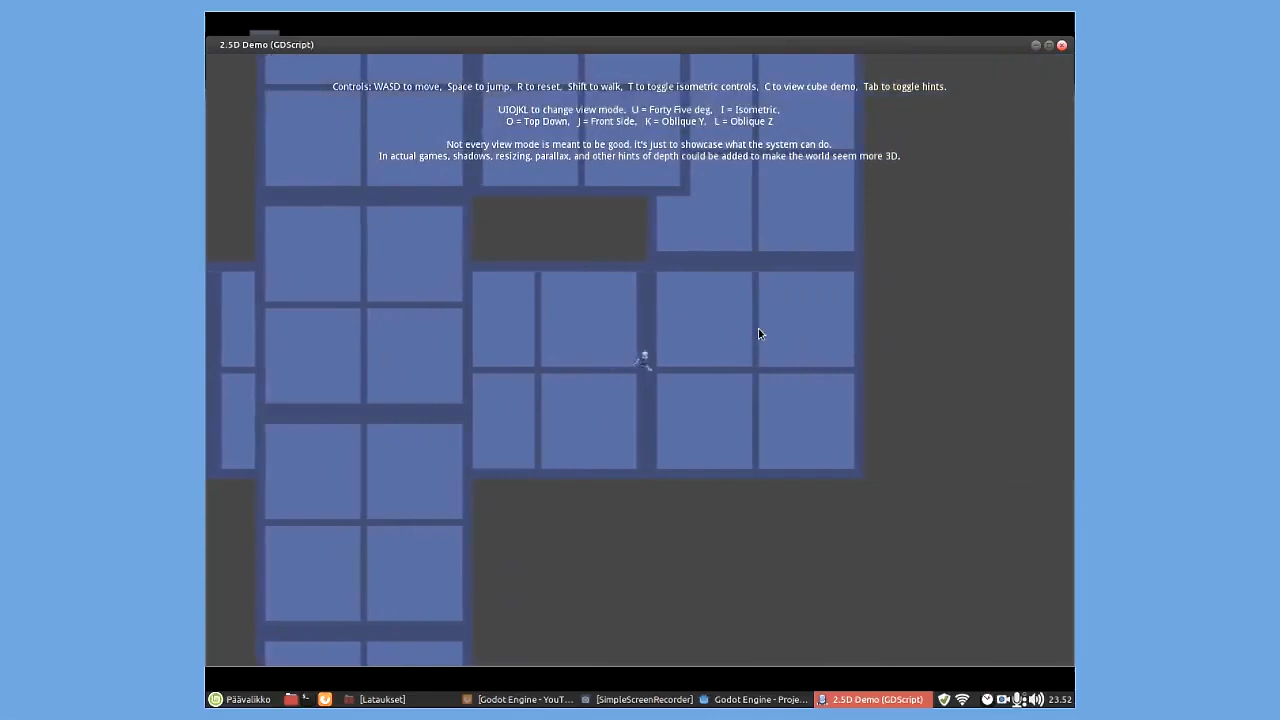 2.5D Demo (GDScript)
Controls: WASD to move, Space to jump, R to reset, Shift to walk, T to toggle isometric controls, C to view cube demo, Tab to toggle hints.
UIOJKL to change view mode. U = Forty Five deg, I = Isometric,
O = Top Down, J = Front Side, K = Oblique Y, L = Oblique Z
Not every view mode is meant to be good, it's just to showcase what the system can do.
In actual games, shadows, resizing, parallax, and other hints of depth could be added to make the world seem more 3D.
Päävalikko [Lataukset] [Godot Engine - YouT... [SimpleScreenRecorder] Godot Engine - Proje... 2.5D Demo (GDScript) 23.52